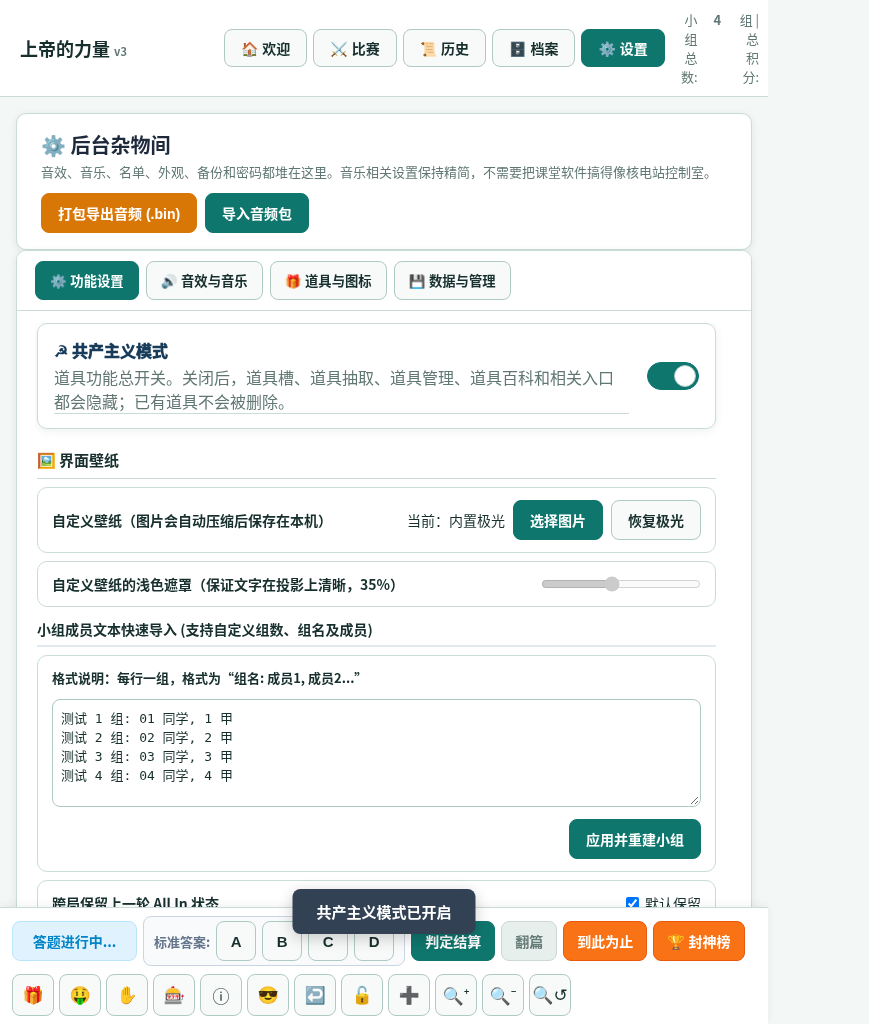 上帝的力量 v3
🏠 欢迎
⚔️ 比赛
📜 历史
🗄️ 档案
⚙️ 设置
小组总数:
4
组 |
总积分:
⚙️ 后台杂物间
音效、音乐、名单、外观、备份和密码都堆在这里。音乐相关设置保持精简，不需要把课堂软件搞得像核电站控制室。
打包导出音频 (.bin)
导入音频包
⚙️ 功能设置
🔊 音效与音乐
🎁 道具与图标
💾 数据与管理
☭ 共产主义模式
道具功能总开关。关闭后，道具槽、道具抽取、道具管理、道具百科和相关入口
都会隐藏；已有道具不会被删除。
🖼️ 界面壁纸
自定义壁纸（图片会自动压缩后保存在本机）
当前：内置极光
选择图片
恢复极光
自定义壁纸的浅色遮罩（保证文字在投影上清晰，35%）
小组成员文本快速导入 (支持自定义组数、组名及成员)
格式说明：每行一组，格式为“组名: 成员1, 成员2...”
测试 1 组: 01 同学, 1 甲
测试 2 组: 02 同学, 2 甲
测试 3 组: 03 同学, 3 甲
测试 4 组: 04 同学, 4 甲
应用并重建小组
跨局保留上一轮 All In 状态
默认保留
共产主义模式已开启
答题进行中...
标准答案:
A
B
C
D
判定结算
翻篇
到此为止
🏆 封神榜